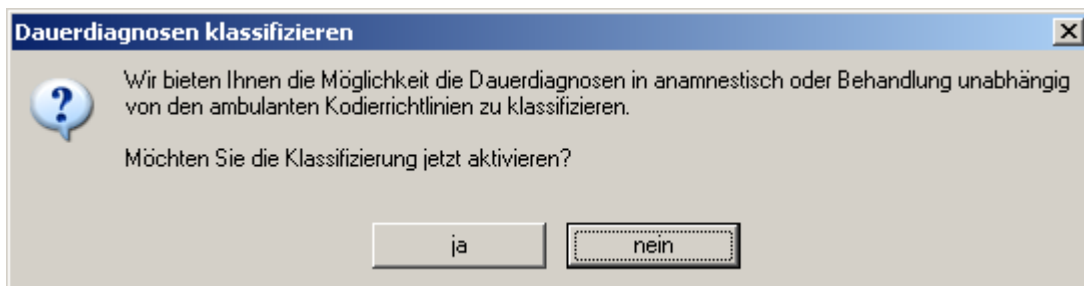 Dauerdiagnosen klassifizieren
Wir bieten Ihnen die Möglichkeit die Dauerdiagnosen in anamnestisch oder Behandlung unabhängig
von den ambulanten Kodierrichtlinien zu klassifizieren.
Möchten Sie die Klassifizierung jetzt aktivieren?
ja nein